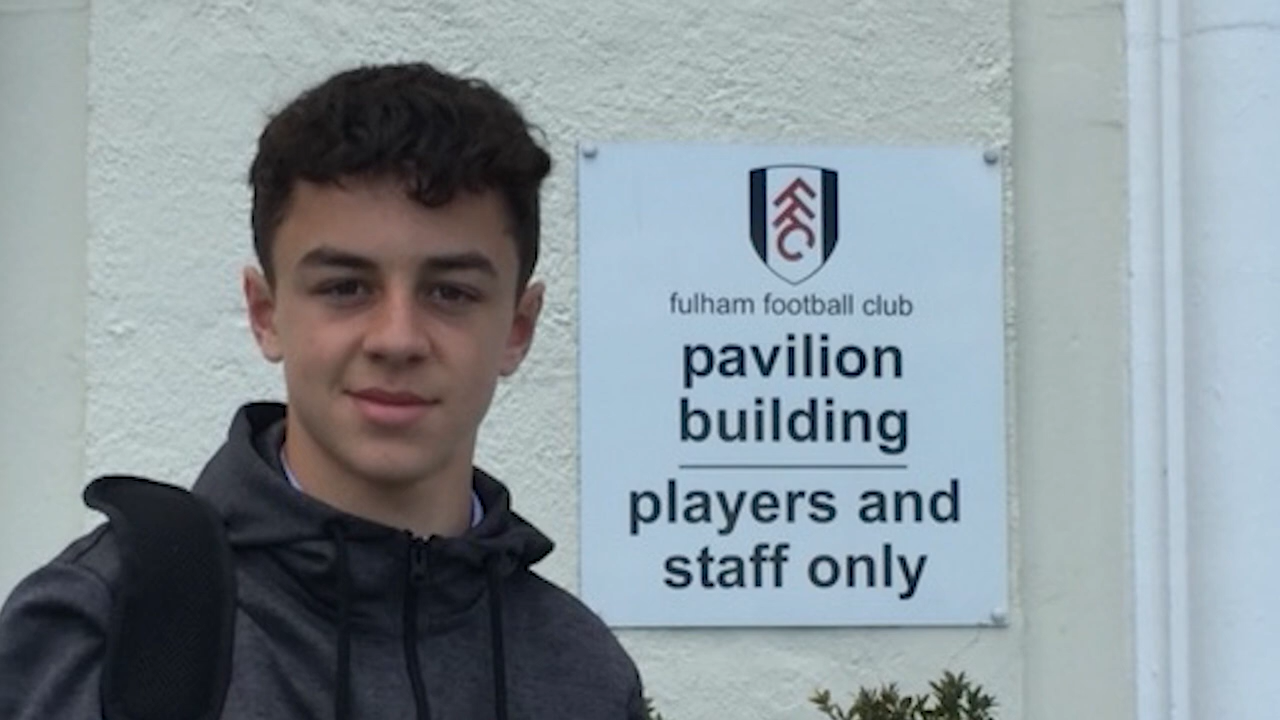 FFC
fulham football club
pavilion
building
players and
staff only